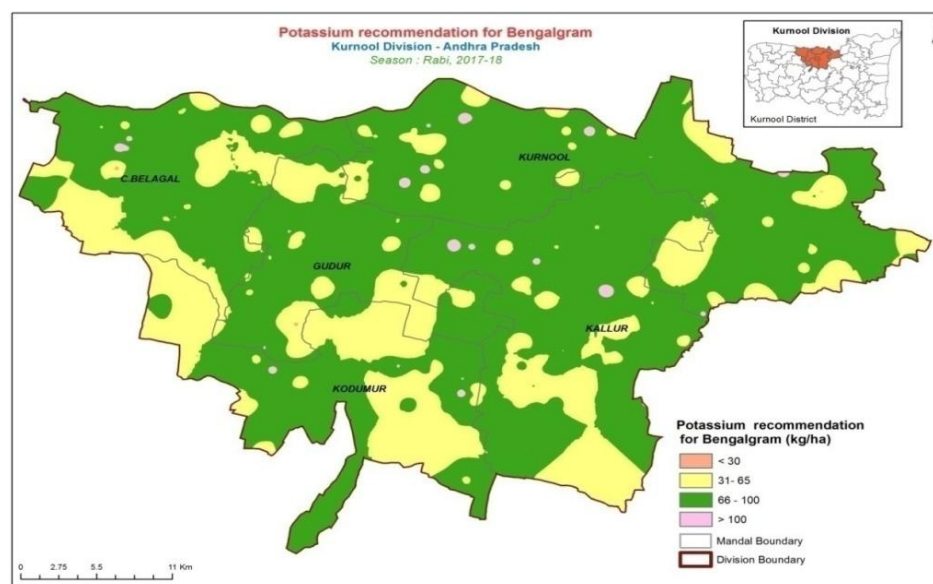 Potassium recommendation for Bengalgram
Kurnool Division - Andhra Pradesh
Season : Rabi, 2017-18
Kurnool Division
Kurnool District
KURNOOL
C.BELAGAL
GUDUR
KALLUR
KODUMUR
Potassium recommendation
for Bengalgram (kg/ha)
< 30
31- 65
66 - 100
> 100
Mandal Boundary
Division Boundary
0 2.75 5.5 11 Km